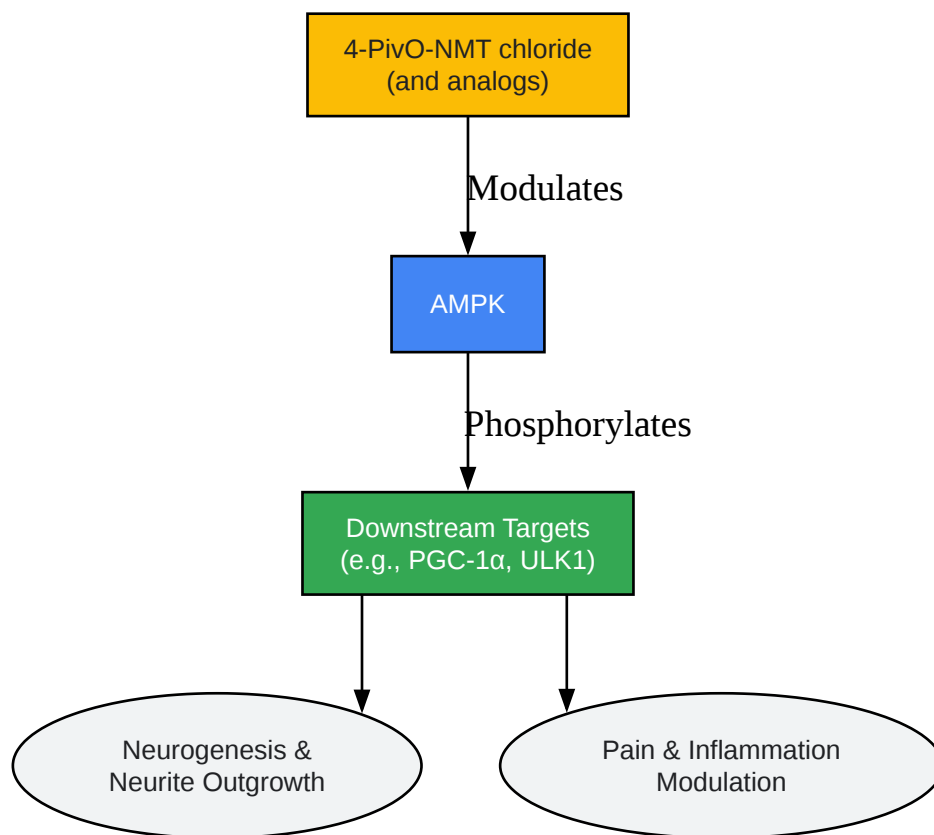 4-PivO-NMT chloride
(and analogs)
Modulates
AMPK
Phosphorylates
Downstream Targets
(e.g., PGC-1α, ULK1)
Neurogenesis &
Neurite Outgrowth
Pain & Inflammation
Modulation